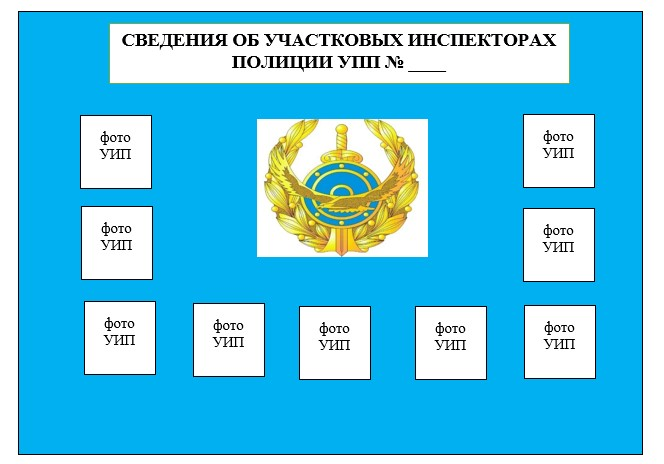 СВЕДЕНИЯ ОБ УЧАСТКОВЫХ ИНСПЕКТОРАХ
ПОЛИЦИИ УПП № ____
фото
УИП
фото
УИП
фото
УИП
фото
УИП
фото
УИП
фото
УИП
фото
УИП
фото
УИП
фото
УИП